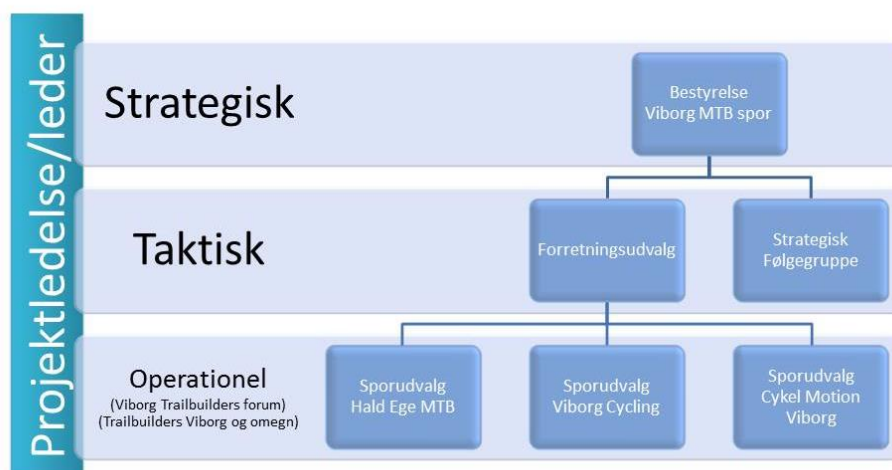 Projektledelse/leder
Strategisk
Bestyrelse
Viborg MTB spor
Taktisk
Forretningsudvalg
Strategisk
Følgegruppe
Operationel
(Viborg Trailbuilders forum)
(Trailbuilders Viborg og omegn)
Sporudvalg
Hald Ege MTB
Sporudvalg
Viborg Cycling
Sporudvalg
Cykel Motion
Viborg